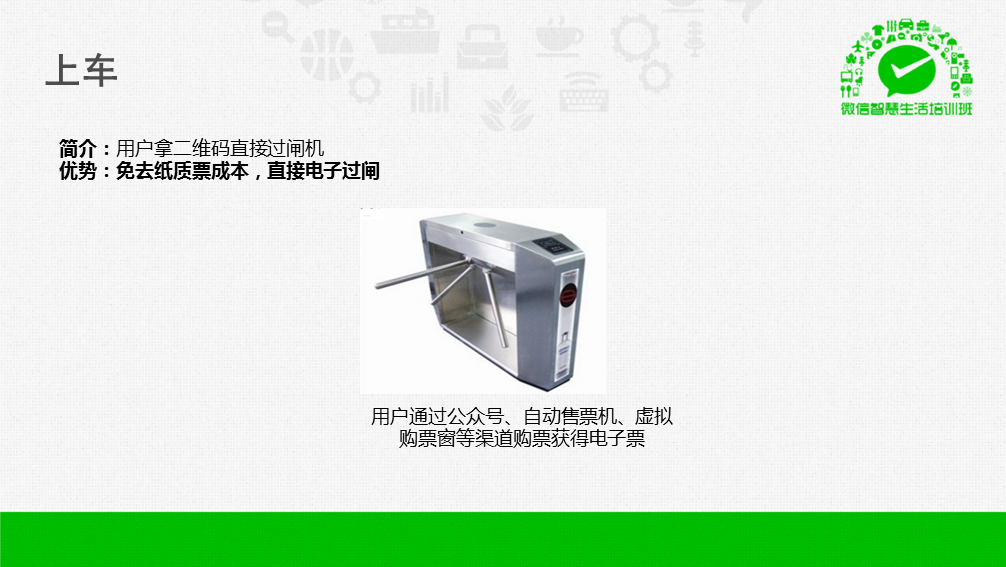 上车
微信智慧生活培训班
简介：用户拿二维码直接过闸机
优势：免去纸质票成本，直接电子过闸
用户通过公众号、自动售票机、虚拟
购票窗等渠道购票获得电子票